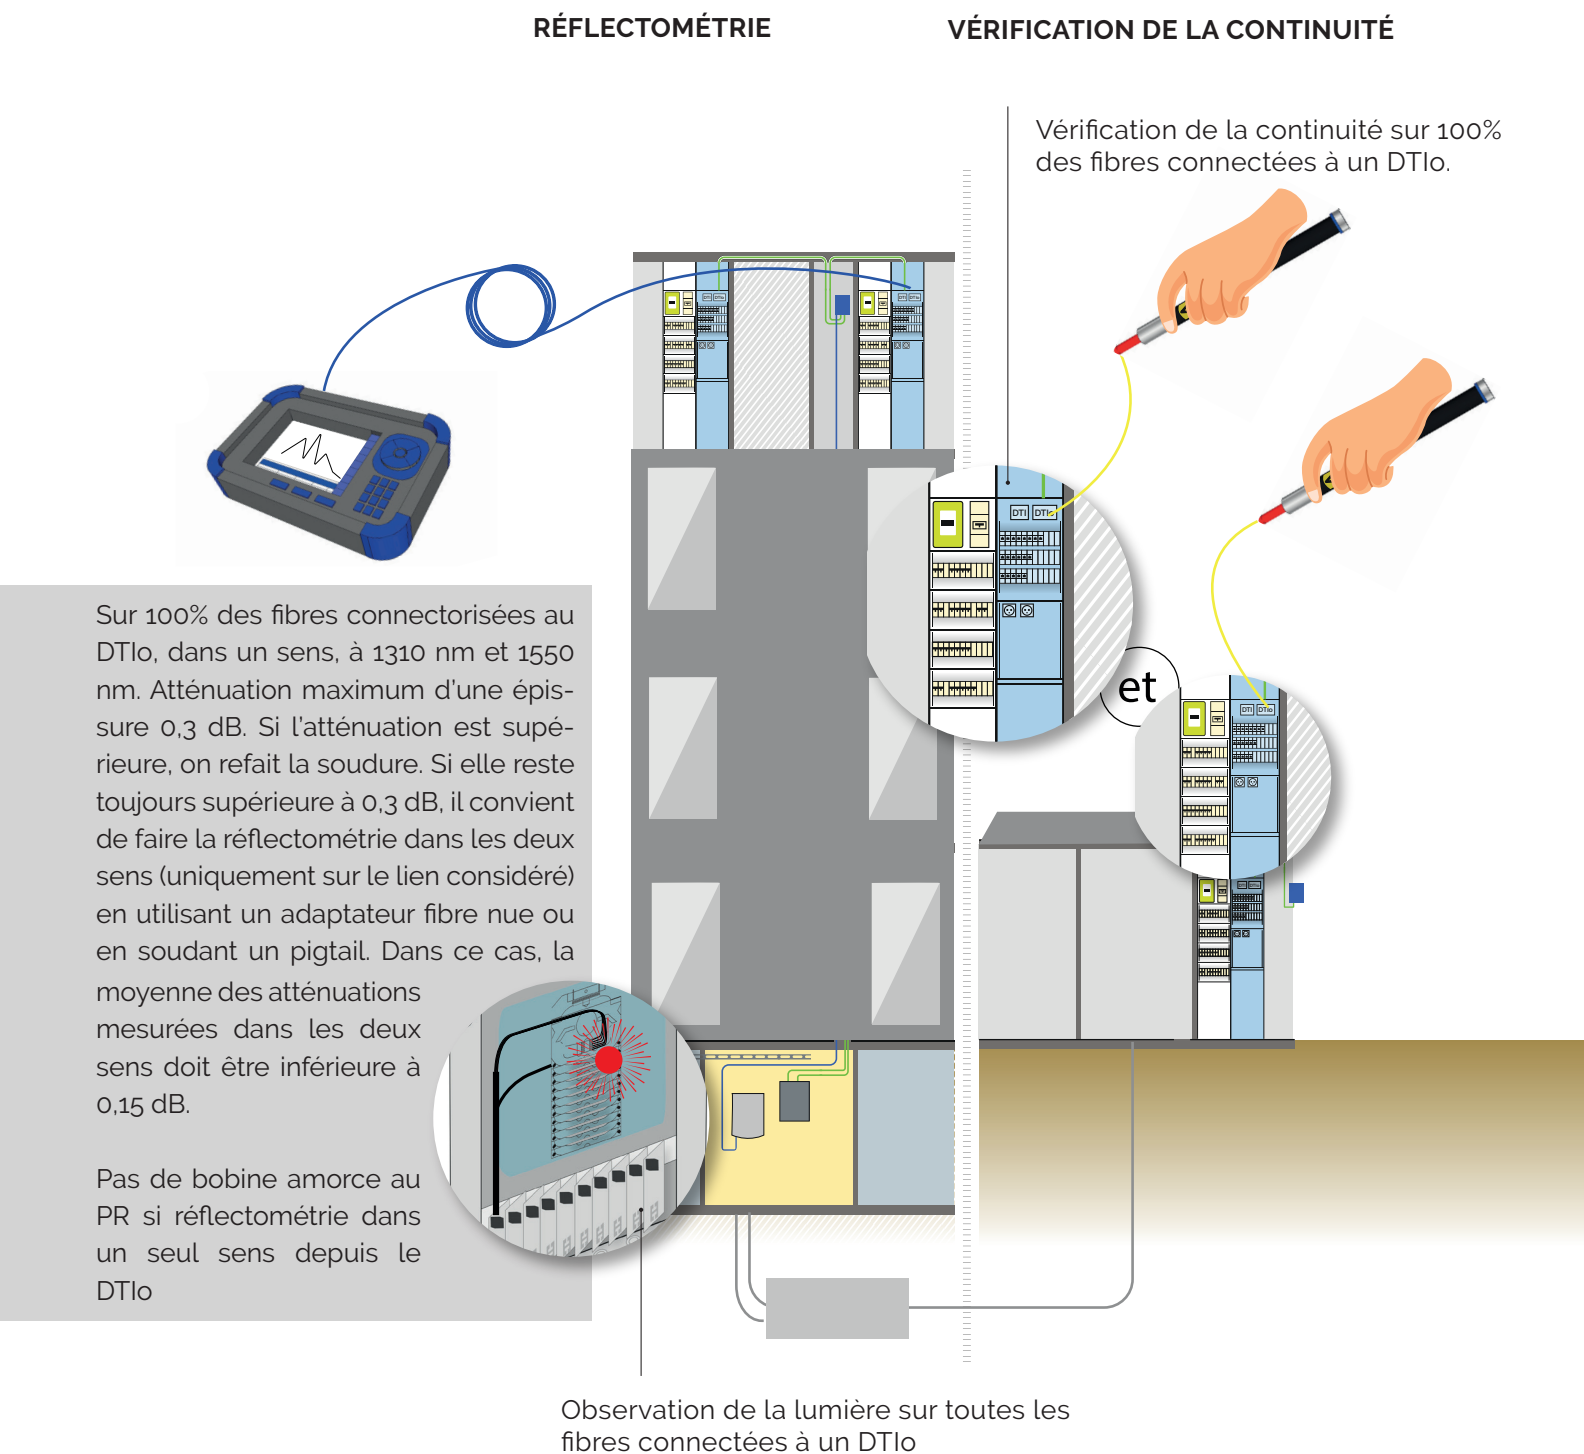 RÉFLECTOMÉTRIE
VÉRIFICATION DE LA CONTINUITÉ
Vérification de la continuité sur 100%
des fibres connectées à un DTIo.
DTI DTIo
DTI DTIo
DTI DTIo
et
DTI DTIo
Sur 100% des fibres connectorisées au
DTIo, dans un sens, à 1310 nm et 1550
nm. Atténuation maximum d'une épis-
sure 0,3 dB. Si l'atténuation est supé-
rieure, on refait la soudure. Si elle reste
toujours supérieure à 0,3 dB, il convient
de faire la réflectométrie dans les deux
sens (uniquement sur le lien considéré)
en utilisant un adaptateur fibre nue ou
en soudant un pigtail. Dans ce cas, la
moyenne des atténuations
mesurées dans les deux
sens doit être inférieure à
0,15 dB.
Pas de bobine amorce au
PR si réflectométrie dans
un seul sens depuis le
DTIo
Observation de la lumière sur toutes les
fibres connectées à un DTIo